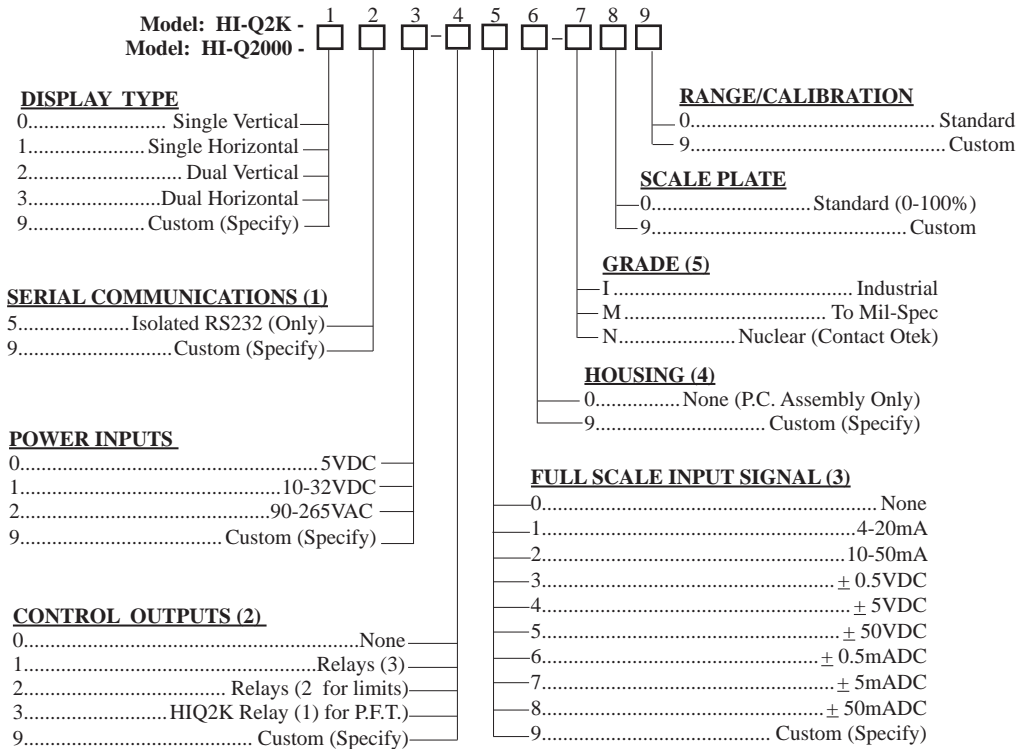 Model: HI-Q2K -
Model: HI-Q2000 -
1 2 3 - 4 5 6 - 7 8 9
DISPLAY TYPE
0.......................... Single Vertical
1......................Single Horizontal
2............................ Dual Vertical
3........................Dual Horizontal
9......................Custom (Specify)
SERIAL COMMUNICATIONS (1)
5....................Isolated RS232 (Only)
9..........................Custom (Specify)
POWER INPUTS
0......................................................5VDC
1...............................................10-32VDC
2.............................................90-265VAC
9..................................... Custom (Specify)
CONTROL OUTPUTS (2)
0............................................................None
1.....................................................Relays (3)
2.................................... Relays (2 for limits)
3..........................HIQ2K Relay (1) for P.F.T.)
9......................................... Custom (Specify)
RANGE/CALIBRATION
0........................................... Standard
9.............................................Custom
SCALE PLATE
0............................Standard (0-100%)
9............................................. Custom
GRADE (5)
I .......................................... Industrial
M.................................... To Mil-Spec
N.................... Nuclear (Contact Otek)
HOUSING (4)
0...............None (P.C. Assembly Only)
9.............................. Custom (Specify)
FULL SCALE INPUT SIGNAL (3)
0........................................................... None
1.......................................................4-20mA
2.....................................................10-50mA
3.................................................... ± 0.5VDC
4...................................................... ± 5VDC
5.................................................... ± 50VDC
6................................................. ± 0.5mADC
7.................................................... ± 5mADC
8.................................................. ± 50mADC
9......................................... Custom (Specify)